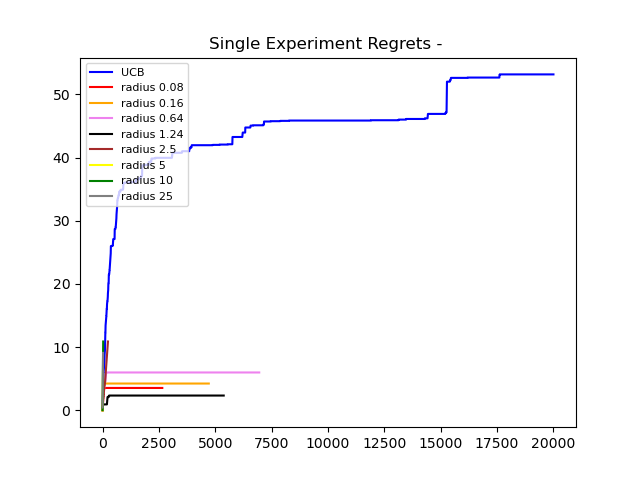 Single Experiment Regrets -
50
40
30
20
10
0
UCB
radius 0.08
radius 0.16
radius 0.64
radius 1.24
radius 2.5
radius 5
radius 10
radius 25
0 2500 5000 7500 10000 12500 15000 17500 20000